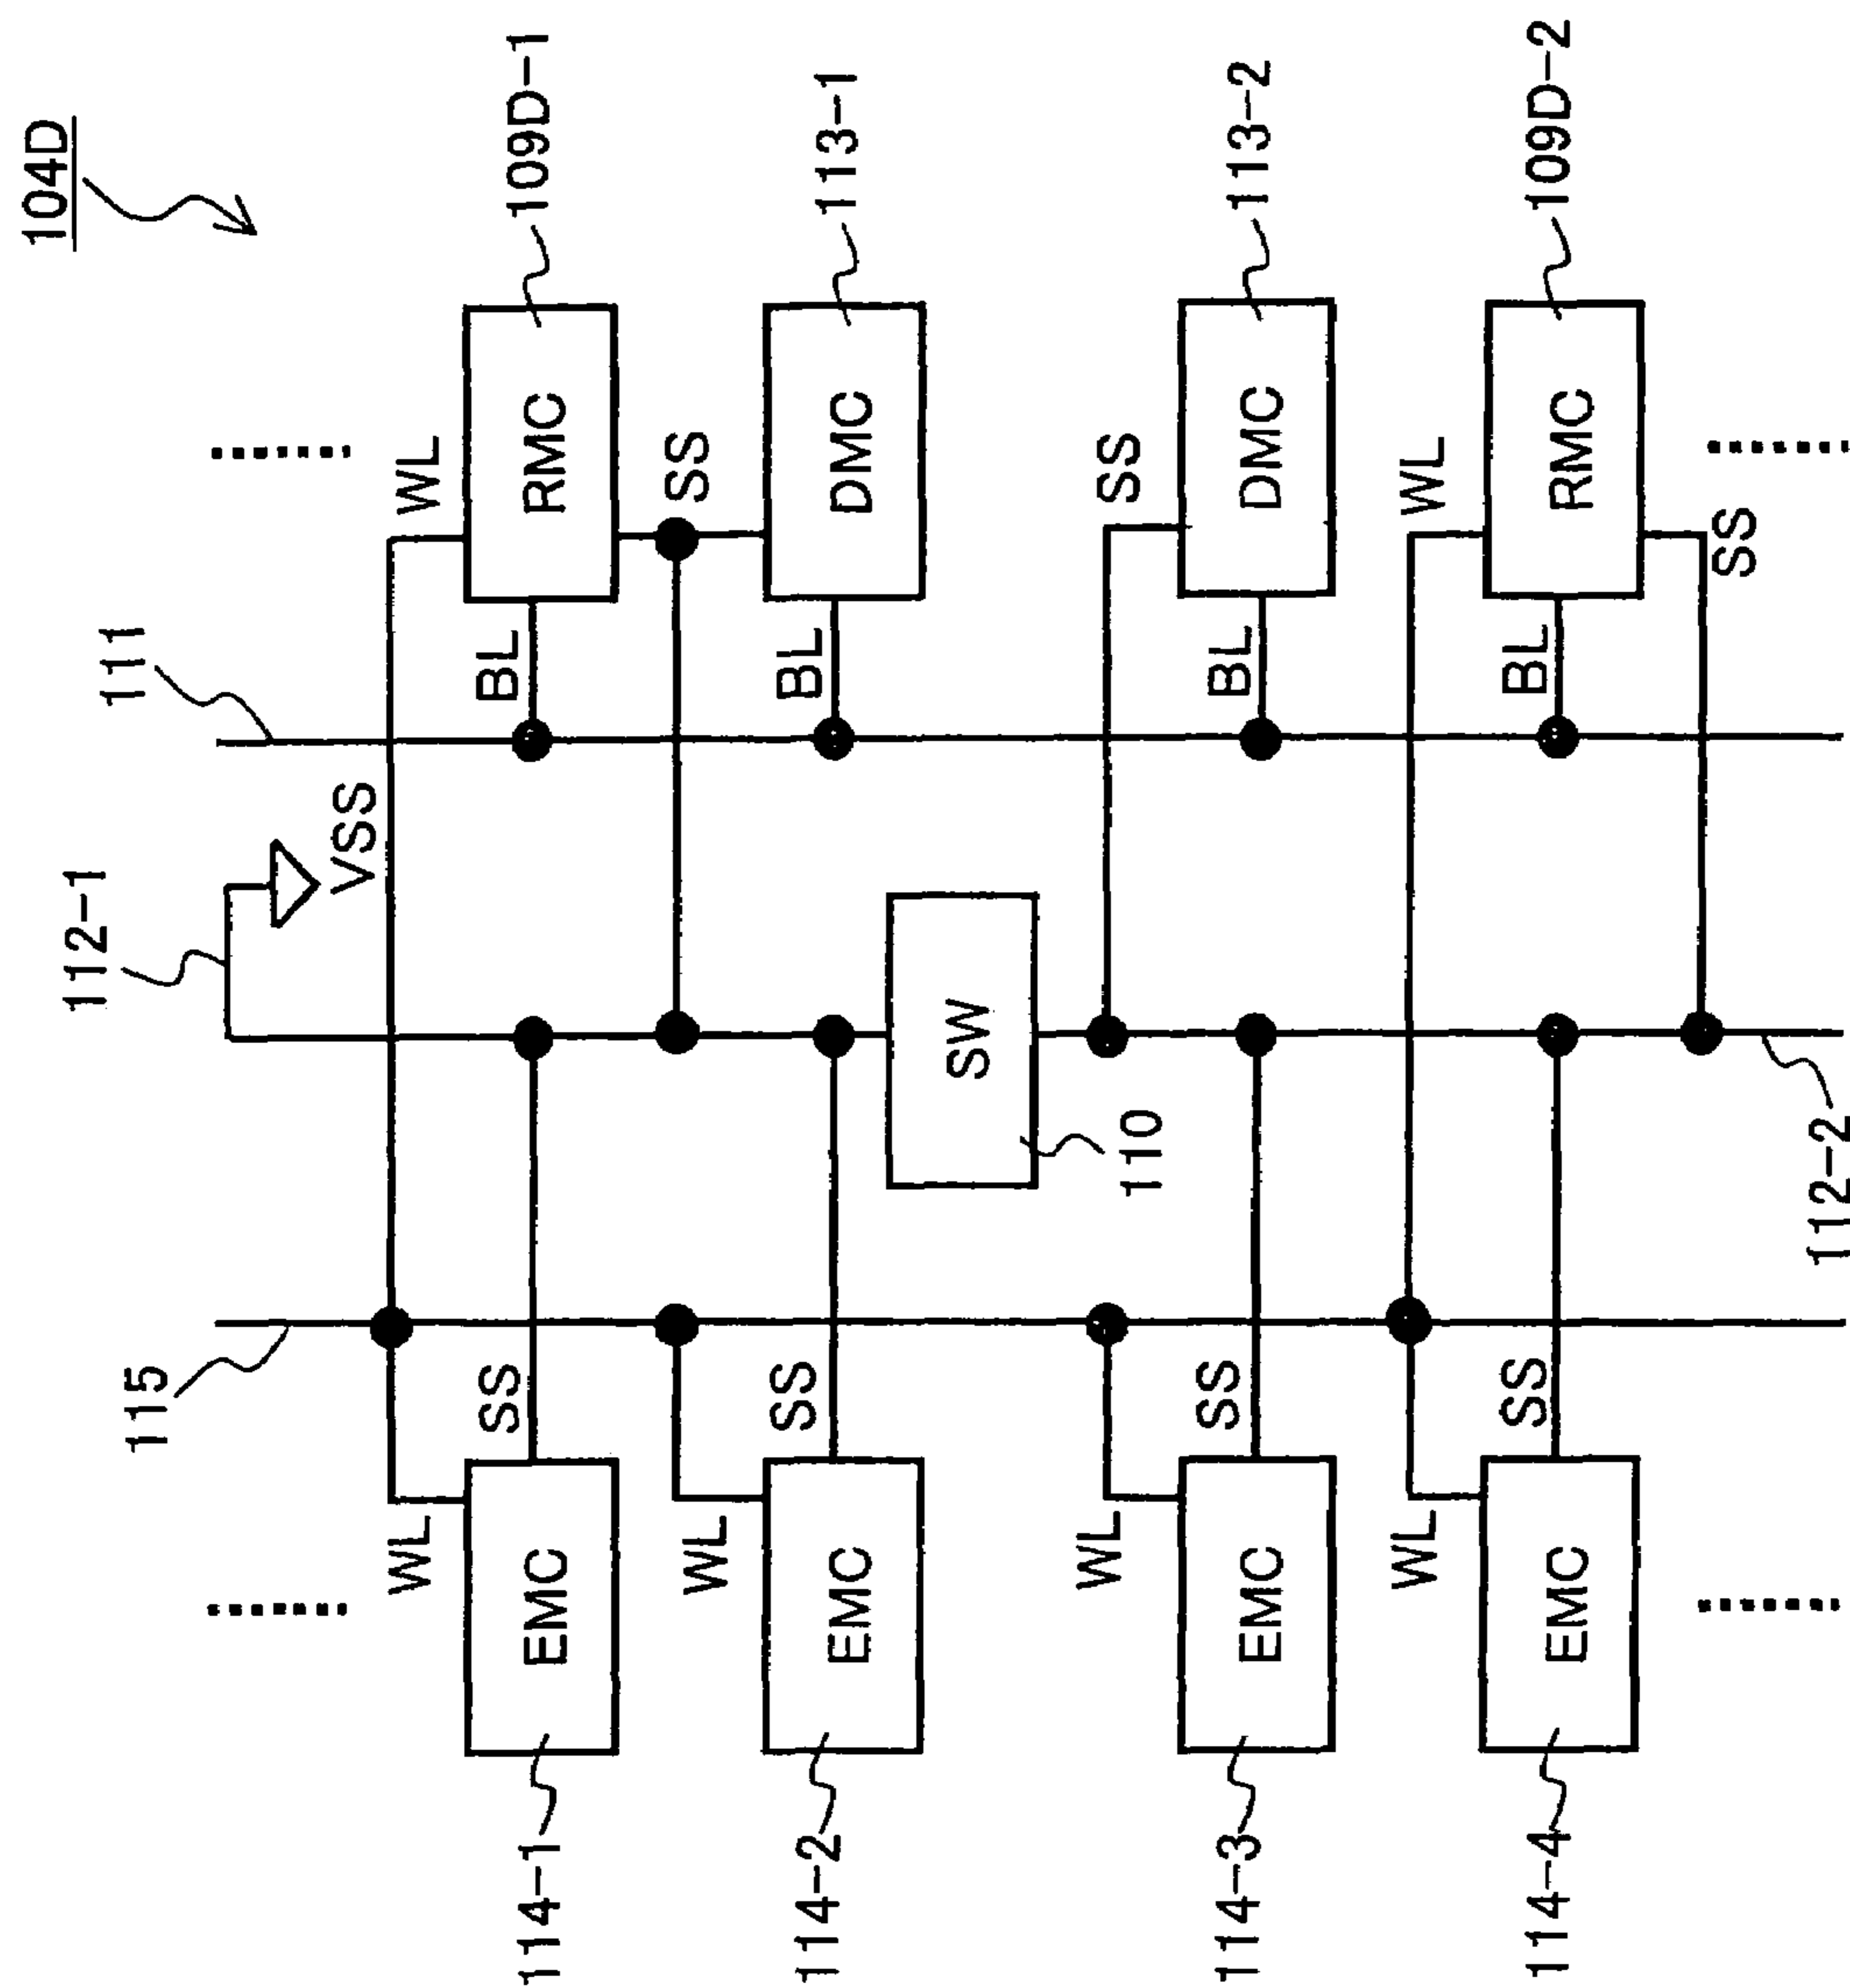 104D
112-1
111
115
VSS
109D-1
113-1
113-2
109D-2
WL
RMC
BL
SS
DMC
BL
SS
DMC
BL
WL
RMC
BL
SS
SW
110
112-2
WL
SS
EMC
114-1
WL
SS
EMC
114-2
WL
SS
EMC
114-3
WL
SS
EMC
114-4